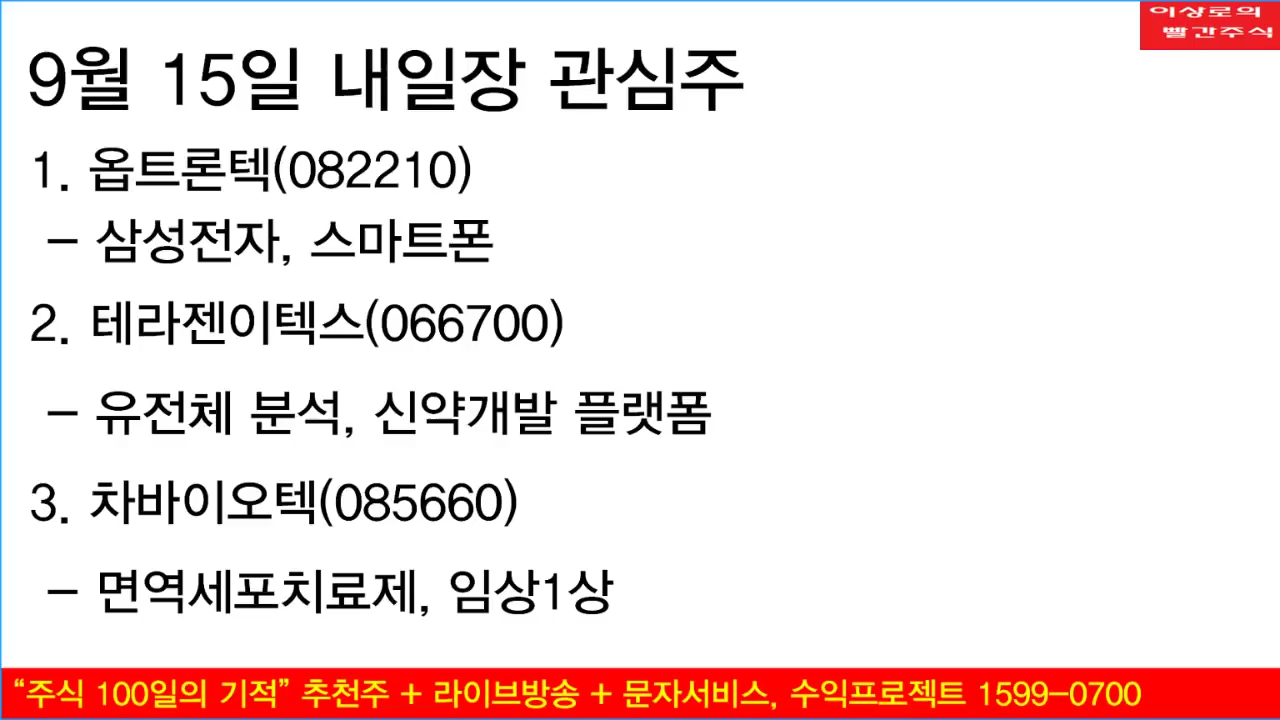 이상로의
빨간주식
9월 15일 내일장 관심주
1. 옵트론텍(082210)
- 삼성전자, 스마트폰
2. 테라젠이텍스(066700)
- 유전체 분석, 신약개발 플랫폼
3. 차바이오텍(085660)
- 면역세포치료제, 임상1상
“주식 100일의 기적” 추천주 + 라이브방송 + 문자서비스, 수익프로젝트 1599-0700